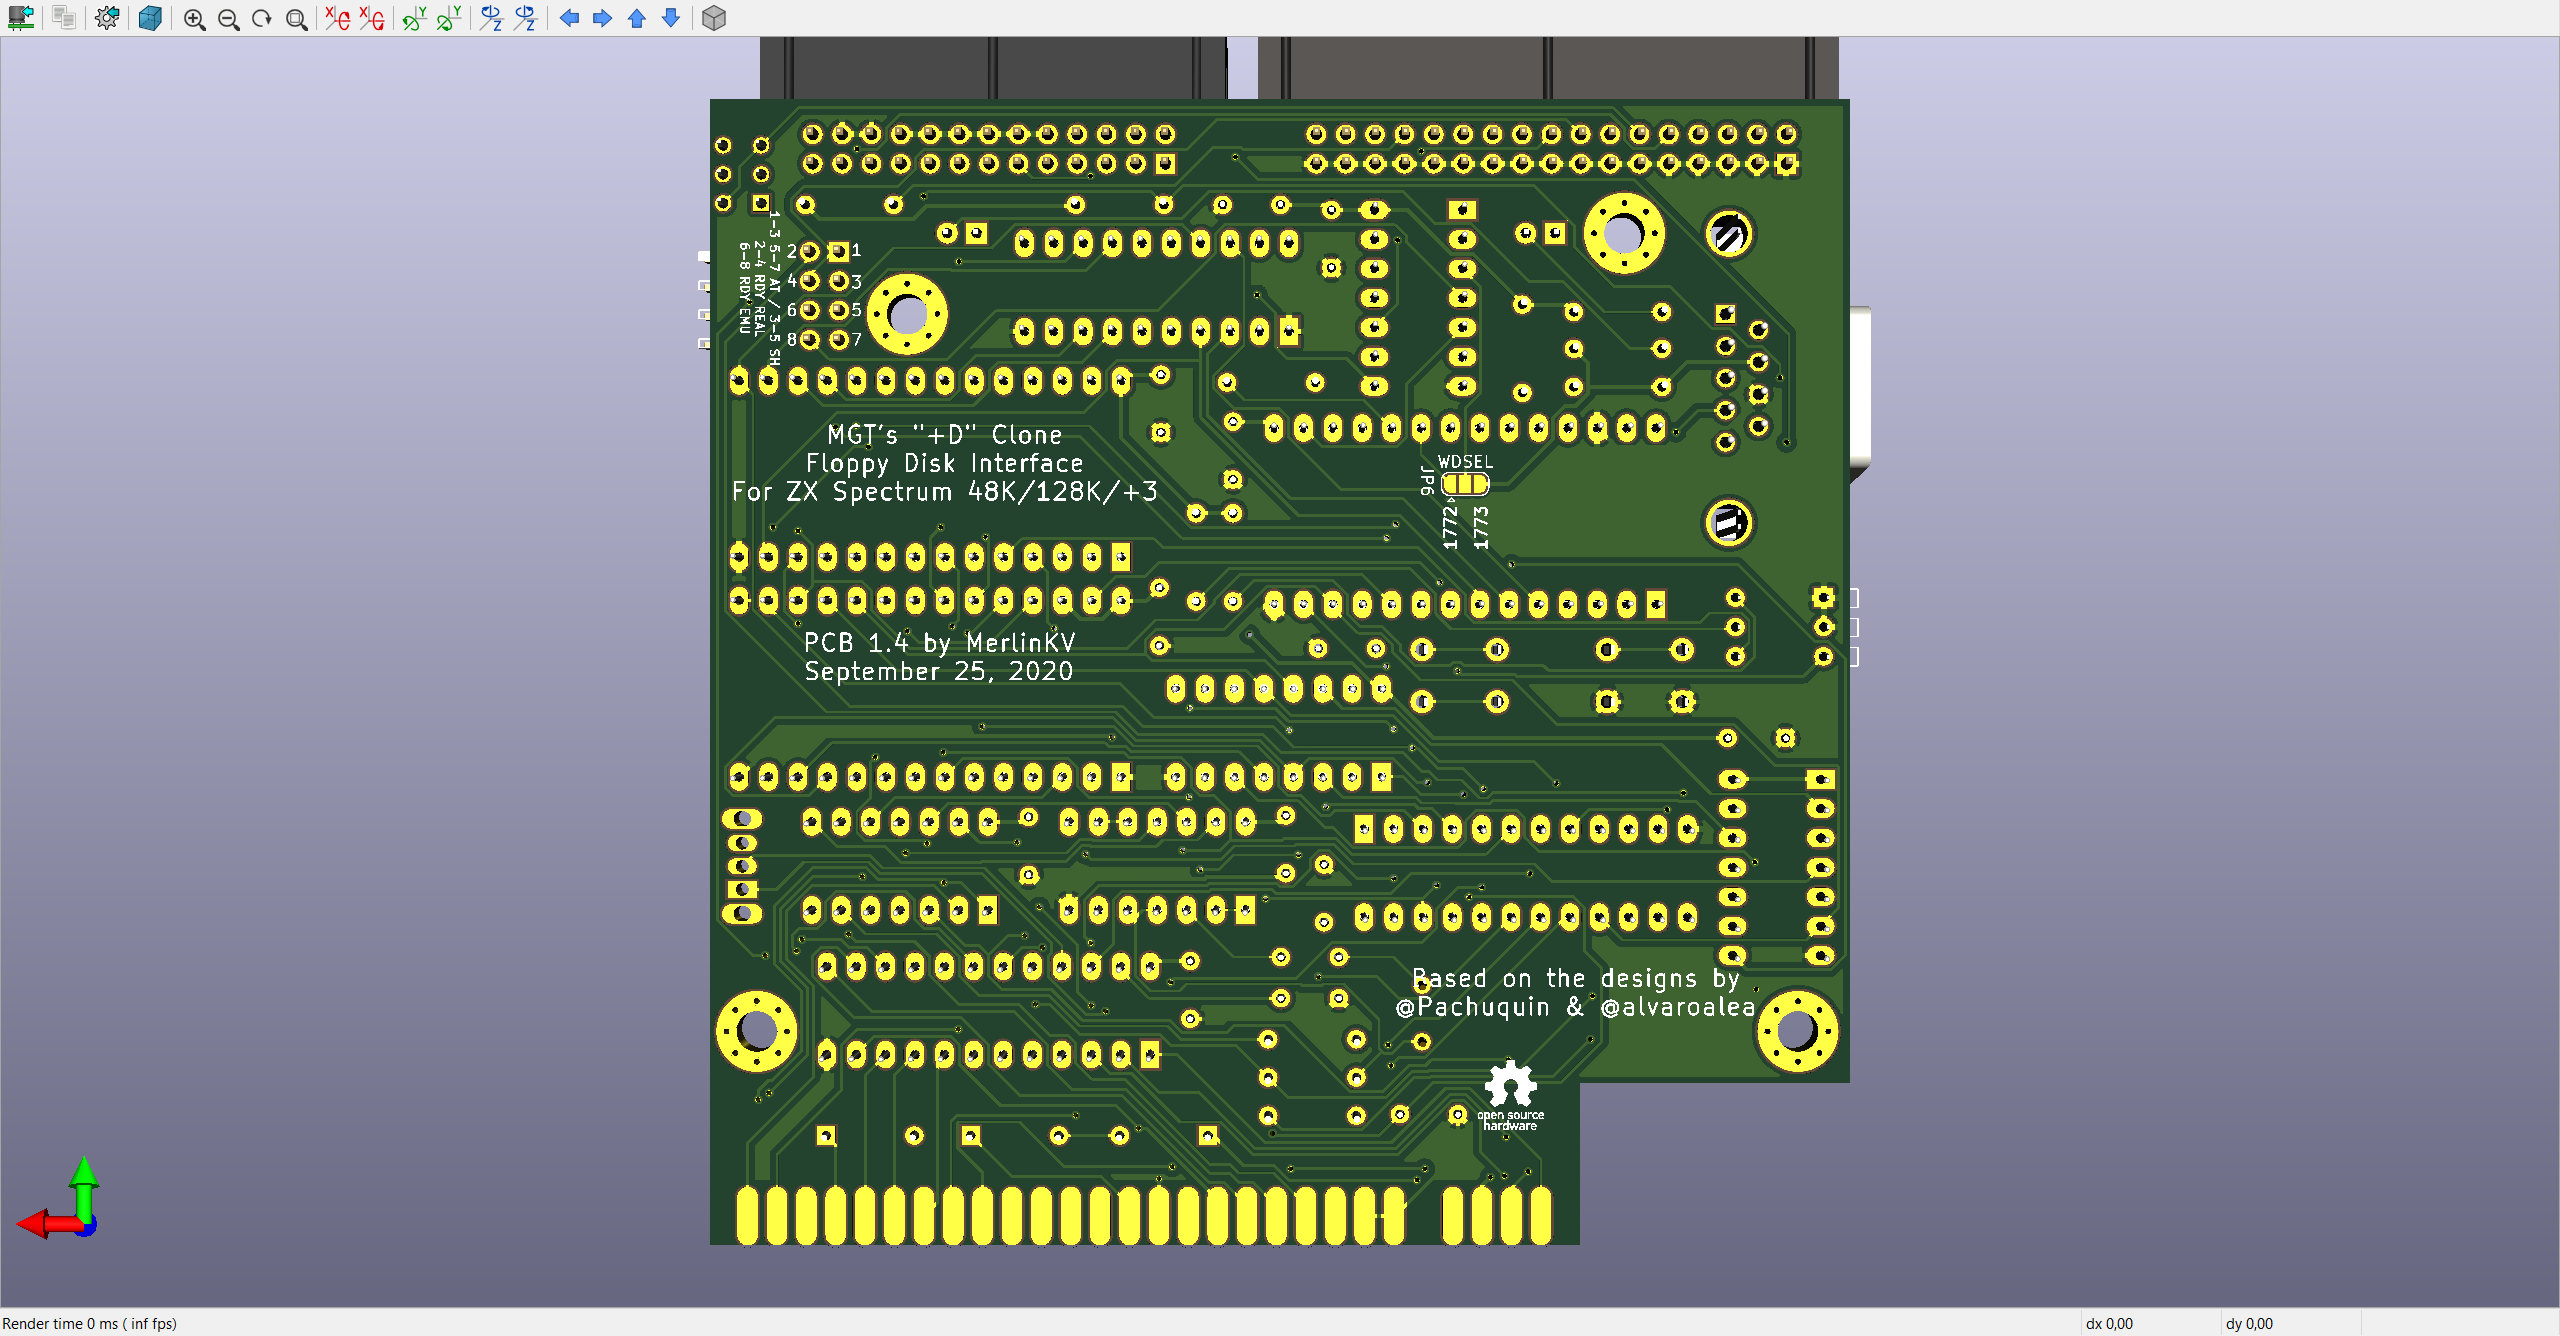 1-3 5-7 AT / 3-5 SH
2-4 RDY REAL
6-8 RDY EMU
2 1
4 3
6 5
8 7
MGT's "+D" Clone
Floppy Disk Interface
For ZX Spectrum 48K/128K/+3
WDSEL
JP6
1772
1773
PCB 1.4 by MerlinKV
September 25, 2020
Based on the designs by
@Pachuquin & @alvaroalea
open source
hardware
Render time 0 ms ( inf fps)
dx 0,00
dy 0,00